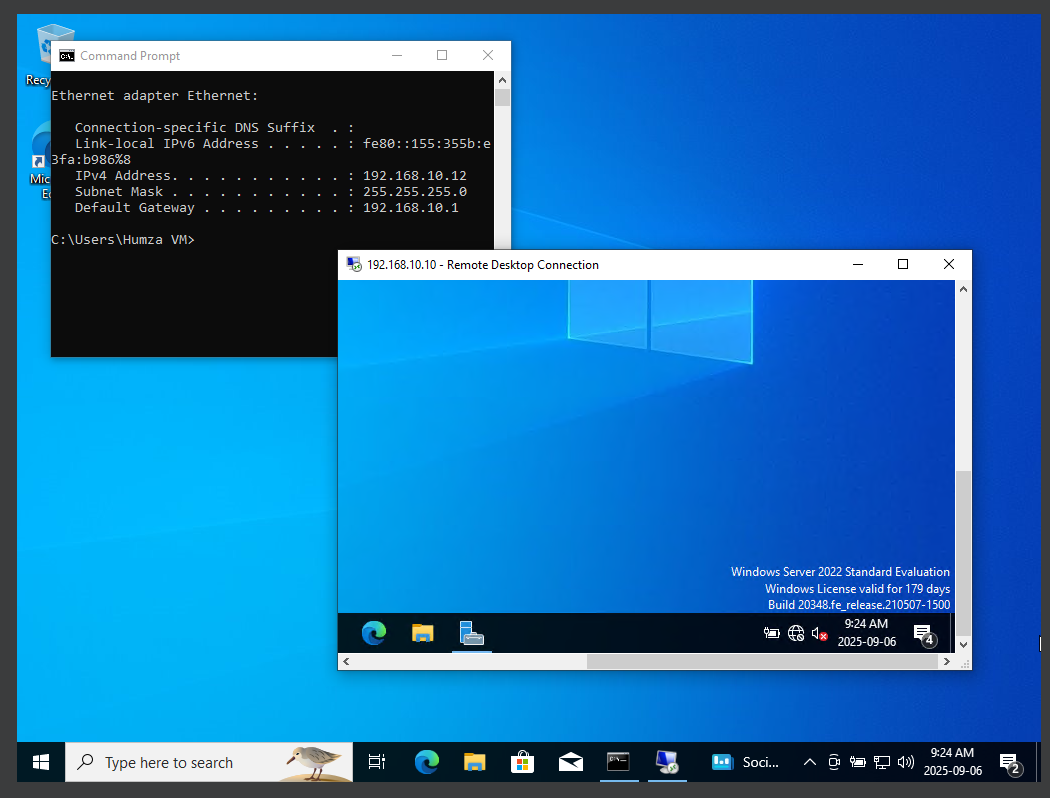 Recy
Mic
Ec
Command Prompt
Ethernet adapter Ethernet:
Connection-specific DNS Suffix  . :
Link-local IPv6 Address . . . . . : fe80::155:355b:e
3fa:b986%8
IPv4 Address. . . . . . . . . . . : 192.168.10.12
Subnet Mask . . . . . . . . . . . : 255.255.255.0
Default Gateway . . . . . . . . . : 192.168.10.1
C:\Users\Humza VM>
192.168.10.10 - Remote Desktop Connection
Windows Server 2022 Standard Evaluation
Windows License valid for 179 days
Build 20348.fe_release.210507-1500
9:24 AM
2025-09-06
4
Type here to search
Soci...
9:24 AM
2025-09-06
2